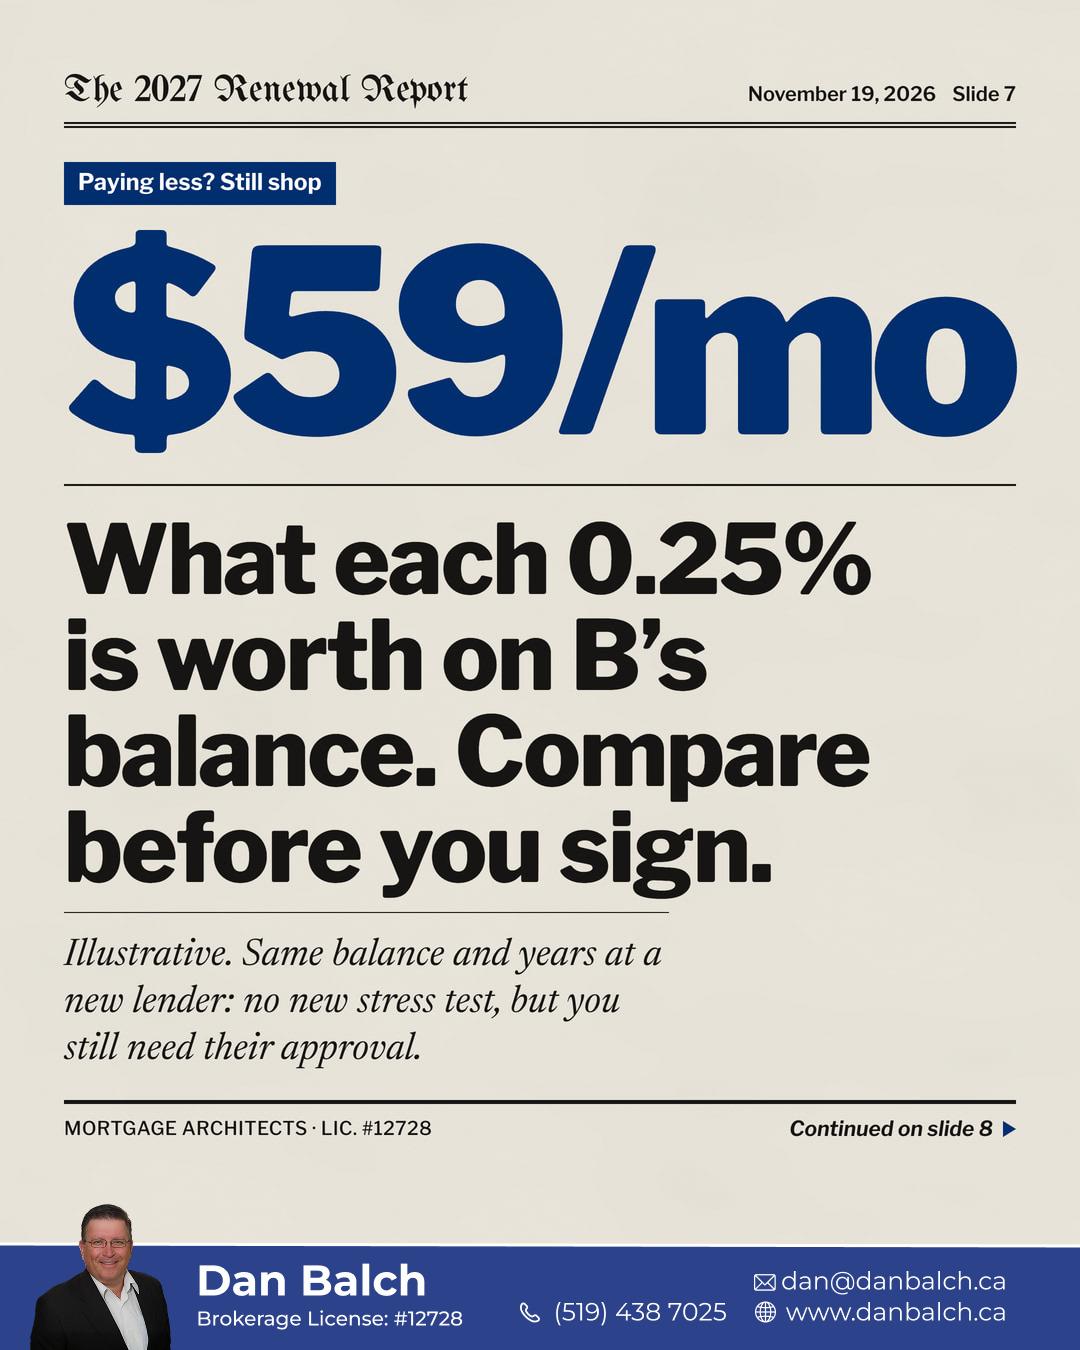 The 2027 Renewal Report
November 19, 2026 Slide 7
Paying less? Still shop
$59/mo
What each 0.25%
is worth on B’s
balance. Compare
before you sign.
Illustrative. Same balance and years at a
new lender: no new stress test, but you
still need their approval.
MORTGAGE ARCHITECTS · LIC. #12728
Continued on slide 8
Dan Balch
Brokerage License: #12728
(519) 438 7025
dan@danbalch.ca
www.danbalch.ca